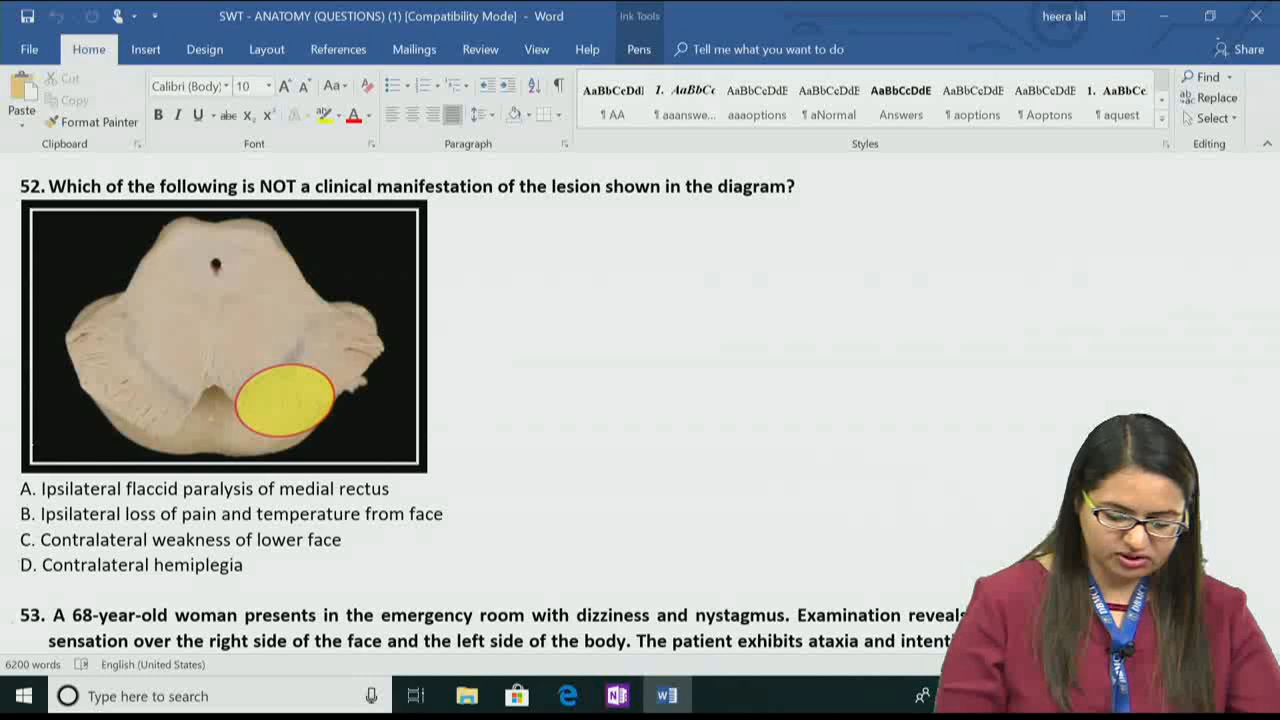 SWT - ANATOMY (QUESTIONS) (1) [Compatibility Mode] - Word
Ink Tools
heera lal
File Home Insert Design Layout References Mailings Review View Help Pens Tell me what you want to do Share
Paste
Cut
Copy
Format Painter
Clipboard
Calibri (Body) 10
Font
Paragraph
AaBbCcDdI 1. AaBbCc AaBbCcDdE AaBbCcDdE AaBbCcDdE AaBbCcDdE AaBbCcDdE 1. AaBbCc
¶ AA ¶ aaanswe... aaaoptions ¶ aNormal Answers ¶ aoptions ¶ Aoptons ¶ aquest
Styles
Find
Replace
Select
Editing
52. Which of the following is NOT a clinical manifestation of the lesion shown in the diagram?
A. Ipsilateral flaccid paralysis of medial rectus
B. Ipsilateral loss of pain and temperature from face
C. Contralateral weakness of lower face
D. Contralateral hemiplegia
53. A 68-year-old woman presents in the emergency room with dizziness and nystagmus. Examination reveals
sensation over the right side of the face and the left side of the body. The patient exhibits ataxia and intenti
6200 words English (United States)
Type here to search